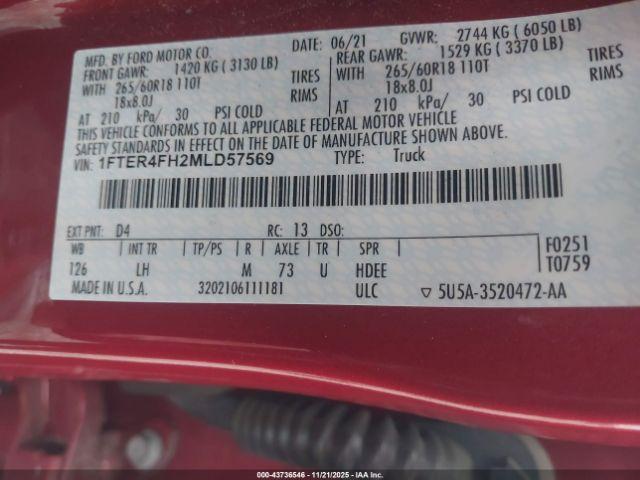 MFD. BY FORD MOTOR CO.
DATE: 06/21 GVWR: 2744 KG ( 6050 LB)
FRONT GAWR: 1420 KG ( 3130 LB) REAR GAWR: 1529 KG ( 3370 LB)
WITH 265/60R18 110T TIRES WITH 265/60R18 110T TIRES
18x8.0J RIMS 18x8.0J RIMS
AT 210 kPa/ 30 PSI COLD AT 210 kPa/ 30 PSI COLD
THIS VEHICLE CONFORMS TO ALL APPLICABLE FEDERAL MOTOR VEHICLE
SAFETY STANDARDS IN EFFECT ON THE DATE OF MANUFACTURE SHOWN ABOVE.
VIN: 1FTER4FH2MLD57569 TYPE: Truck
EXT PNT: D4 RC: 13 DSO:
WB INT TR TP/PS R AXLE TR SPR F0251
126 LH M 73 U HDEE T0759
MADE IN U.S.A. 3202106111181 ULC ▽ 5U5A-3520472-AA
000-43736546 - 11/21/2025 - IAA Inc.